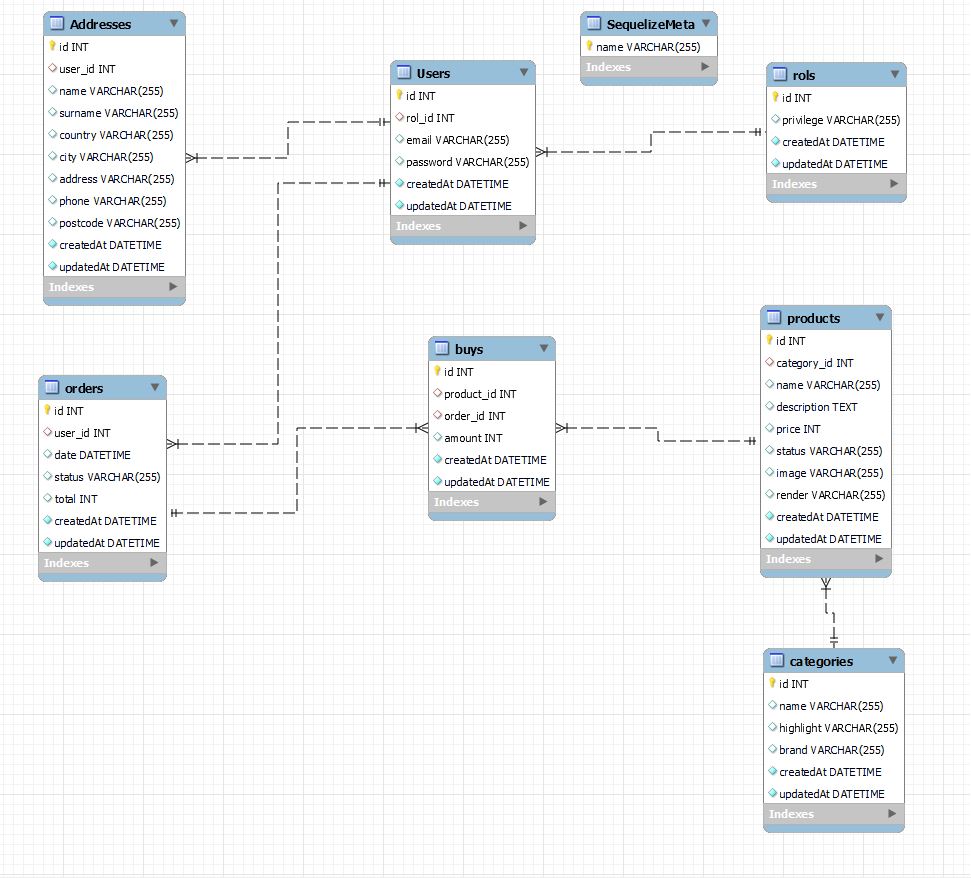 Addresses
id INT
user_id INT
name VARCHAR(255)
surname VARCHAR(255)
country VARCHAR(255)
city VARCHAR(255)
address VARCHAR(255)
phone VARCHAR(255)
postcode VARCHAR(255)
createdAt DATETIME
updatedAt DATETIME
Indexes
Users
id INT
rol_id INT
email VARCHAR(255)
password VARCHAR(255)
createdAt DATETIME
updatedAt DATETIME
Indexes
SequelizeMeta
name VARCHAR(255)
Indexes
rols
id INT
privilege VARCHAR(255)
createdAt DATETIME
updatedAt DATETIME
Indexes
orders
id INT
user_id INT
date DATETIME
status VARCHAR(255)
total INT
createdAt DATETIME
updatedAt DATETIME
Indexes
buys
id INT
product_id INT
order_id INT
amount INT
createdAt DATETIME
updatedAt DATETIME
Indexes
products
id INT
category_id INT
name VARCHAR(255)
description TEXT
price INT
status VARCHAR(255)
image VARCHAR(255)
render VARCHAR(255)
createdAt DATETIME
updatedAt DATETIME
Indexes
categories
id INT
name VARCHAR(255)
highlight VARCHAR(255)
brand VARCHAR(255)
createdAt DATETIME
updatedAt DATETIME
Indexes